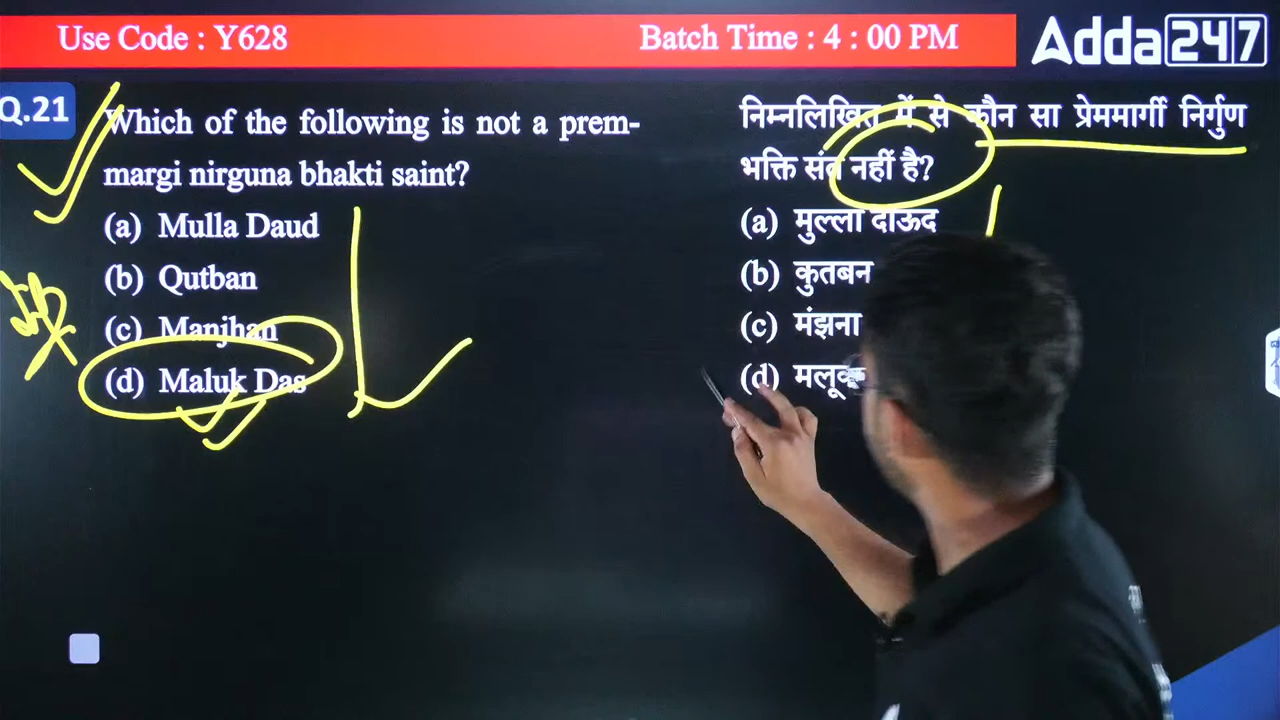 Use Code : Y628
Batch Time : 4 : 00 PM
Adda247
Q.21
Which of the following is not a prem-
margi nirguna bhakti saint?
(a) Mulla Daud
(b) Qutban
(c) Manjhan
(d) Maluk Das
निम्नलिखित में से कौन सा प्रेममार्गी निर्गुण
भक्ति संत नहीं है?
(a) मुल्ला दाऊद
(b) कुतबन
(c) मंझना
(d)